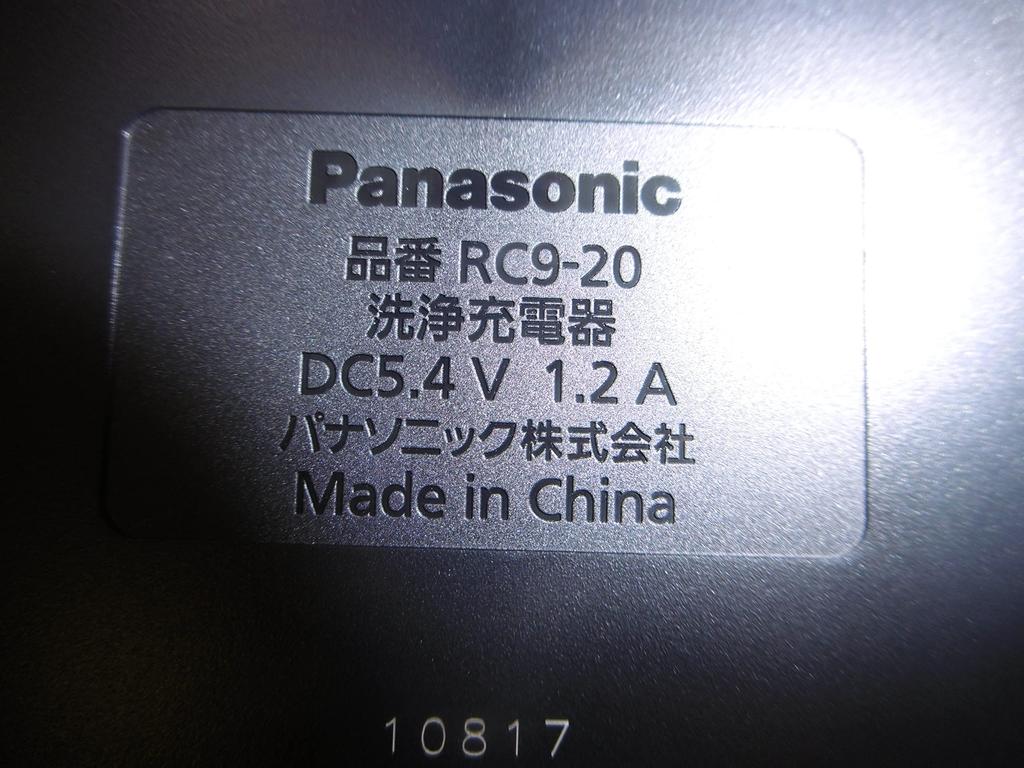 Panasonic
品番 RC9-20
洗浄充電器
DC5.4 V 1.2 A
パナソニック株式会社
Made in China
10817